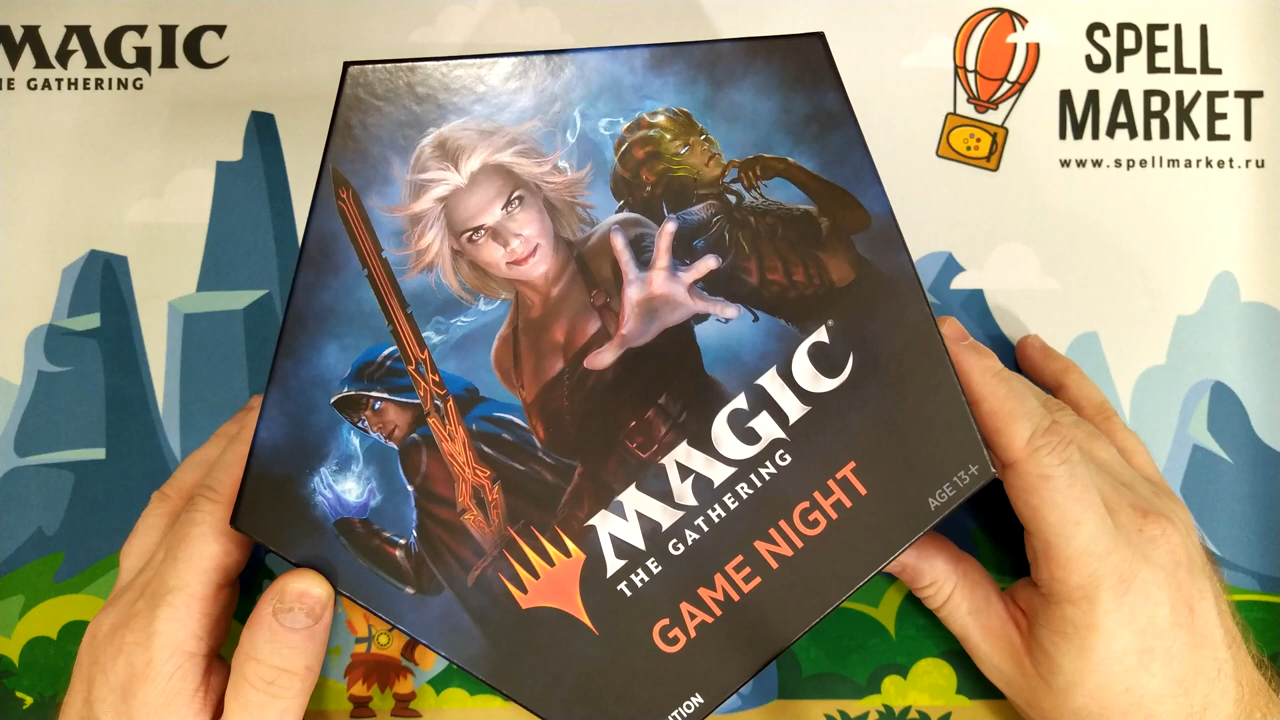 MAGIC
THE GATHERING
SPELL
MARKET
www.spellmarket.ru
MAGIC®
THE GATHERING
GAME NIGHT
AGE 13+